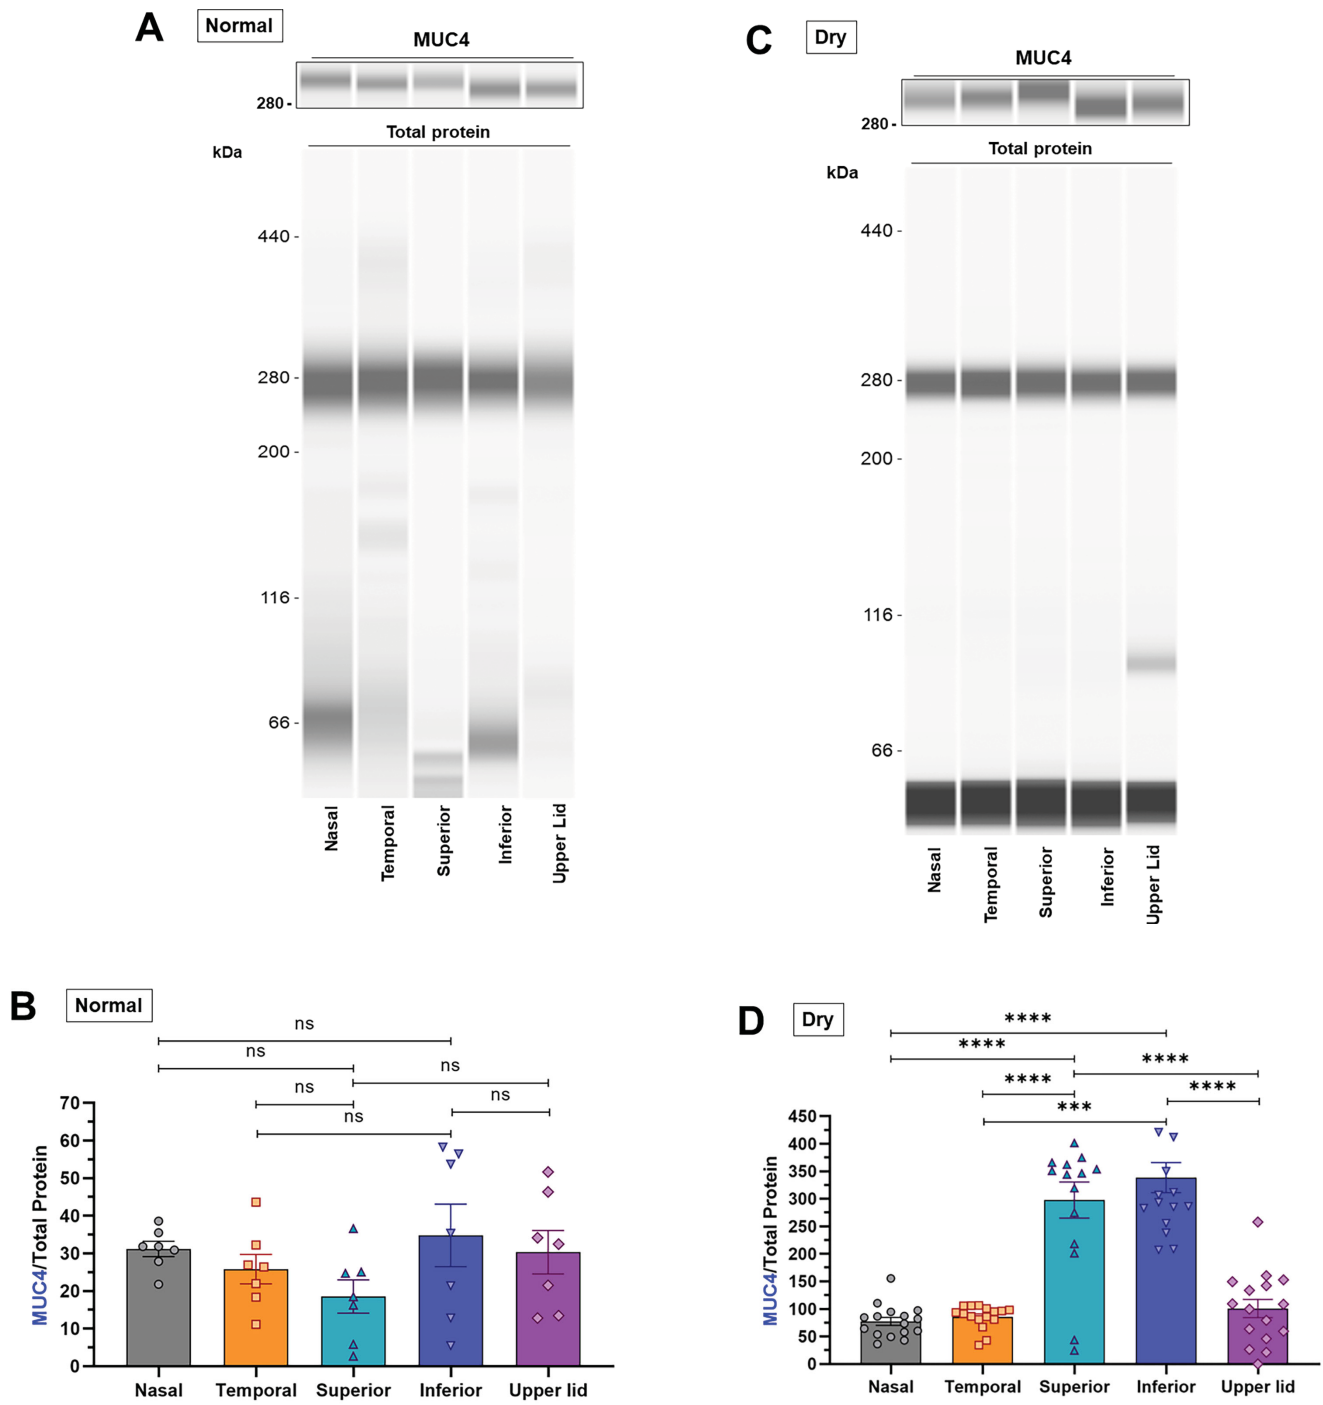 A
Normal
MUC4
280 -
Total protein
kDa
440 -
280 -
200 -
116 -
66 -
Nasal
Temporal
Superior
Inferior
Upper Lid
C
Dry
MUC4
280 -
Total protein
kDa
440 -
280 -
200 -
116 -
66 -
Nasal
Temporal
Superior
Inferior
Upper Lid
B
Normal
ns
ns
ns
ns
ns
ns
MUC4/Total Protein
70
60
50
40
30
20
10
0
Nasal
Temporal
Superior
Inferior
Upper lid
D
Dry
****
****
****
****
****
***
MUC4/Total Protein
450
400
350
300
250
200
150
100
50
0
Nasal
Temporal
Superior
Inferior
Upper lid